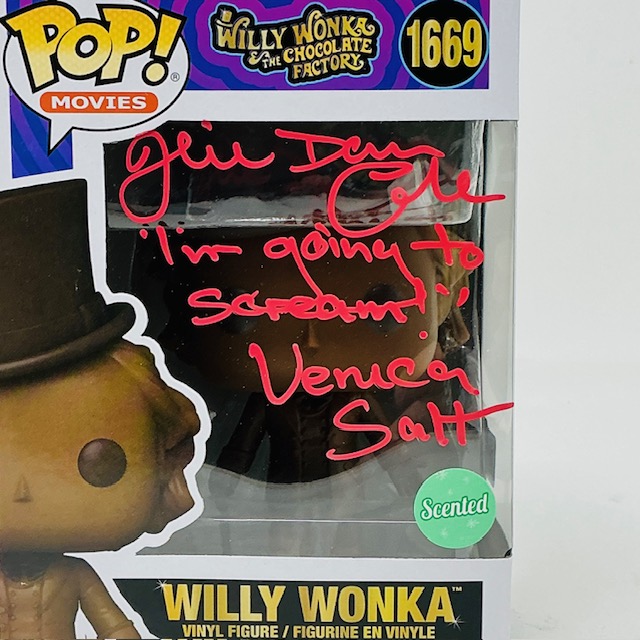 POP!
MOVIES
WILLY WONKA
& THE CHOCOLATE
FACTORY
1669
Julie Dawn
Cole
"I'm going to
scream!"
Veruca
Salt
Scented
WILLY WONKA™
VINYL FIGURE / FIGURINE EN VINYLE